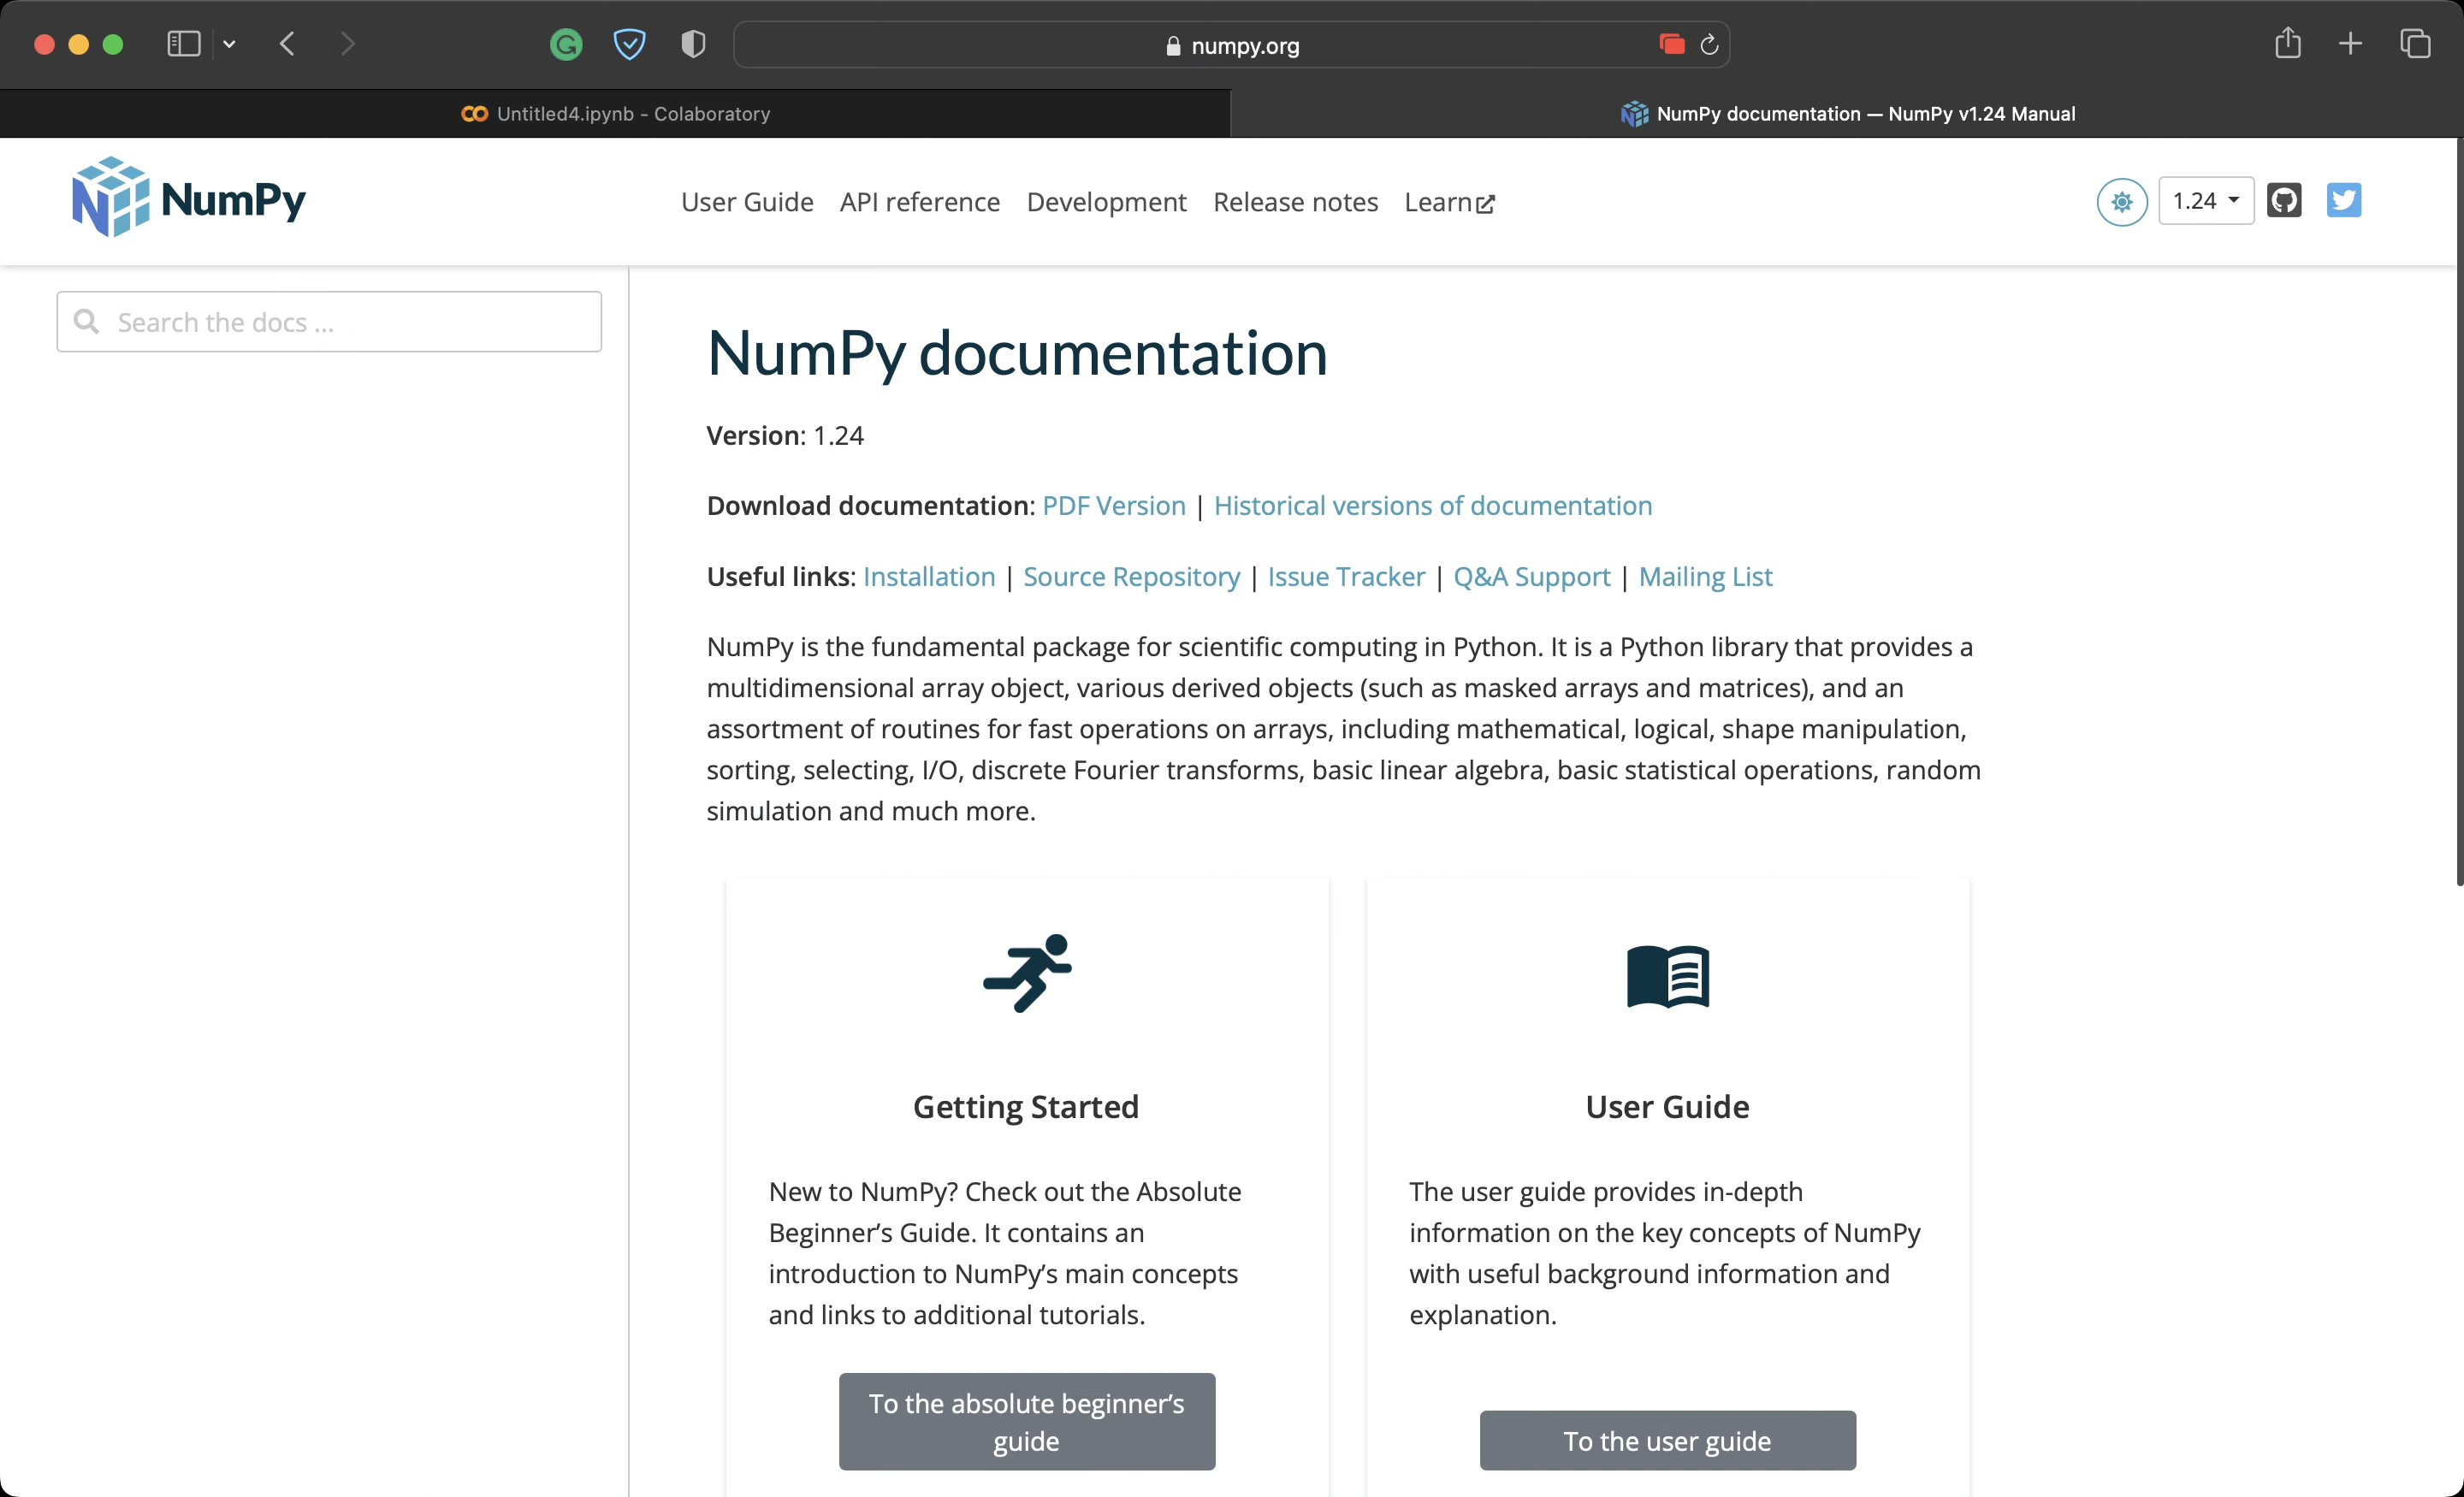 numpy.org
Untitled4.ipynb - Colaboratory
NumPy documentation — NumPy v1.24 Manual
NumPy
User Guide
API reference
Development
Release notes
Learn
1.24
Search the docs ...
NumPy documentation
Version: 1.24
Download documentation: PDF Version | Historical versions of documentation
Useful links: Installation | Source Repository | Issue Tracker | Q&A Support | Mailing List
NumPy is the fundamental package for scientific computing in Python. It is a Python library that provides a
multidimensional array object, various derived objects (such as masked arrays and matrices), and an
assortment of routines for fast operations on arrays, including mathematical, logical, shape manipulation,
sorting, selecting, I/O, discrete Fourier transforms, basic linear algebra, basic statistical operations, random
simulation and much more.
Getting Started
New to NumPy? Check out the Absolute
Beginner’s Guide. It contains an
introduction to NumPy’s main concepts
and links to additional tutorials.
To the absolute beginner’s
guide
User Guide
The user guide provides in-depth
information on the key concepts of NumPy
with useful background information and
explanation.
To the user guide